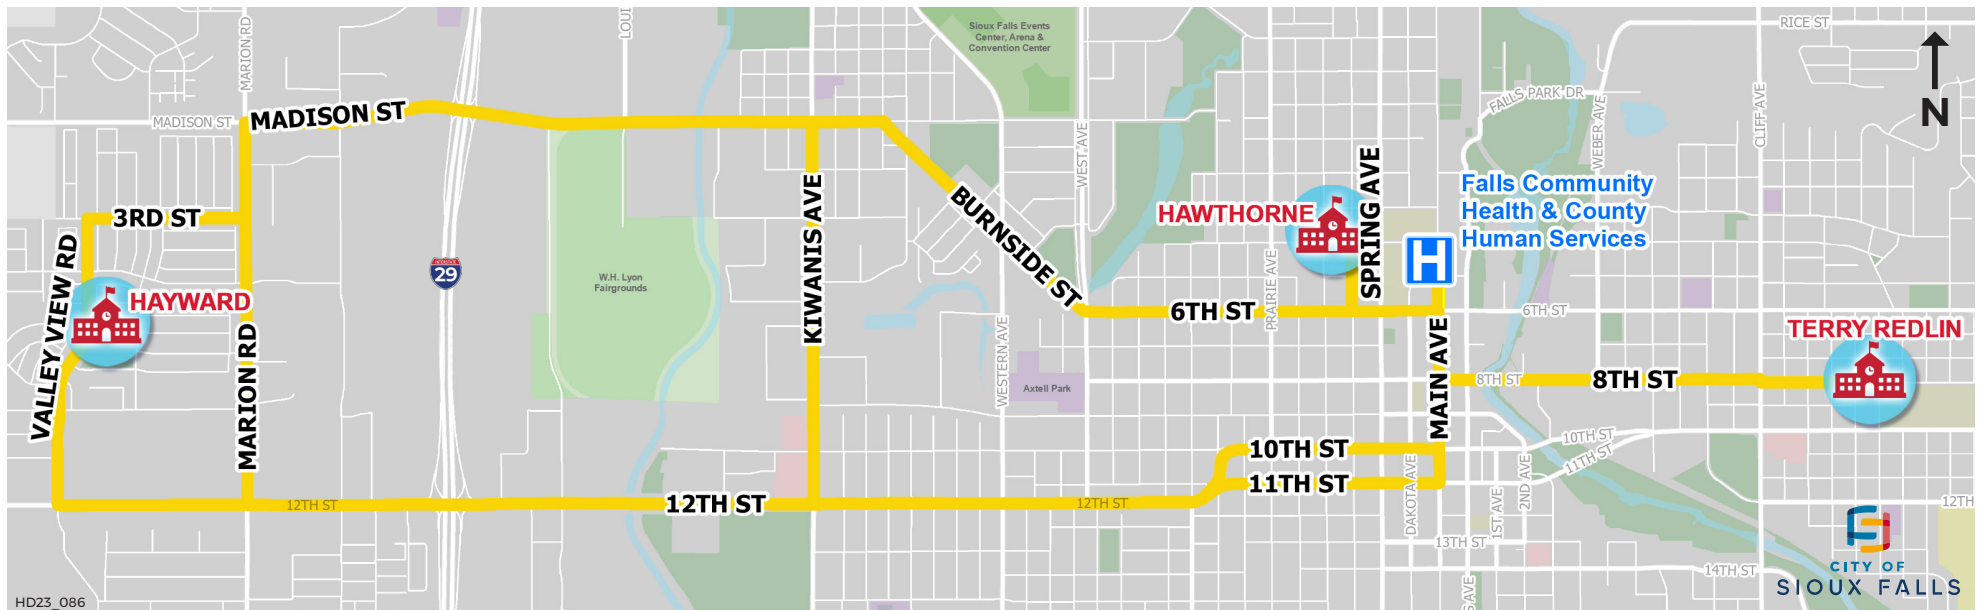 MARION RD
LOUI
Sioux Falls Events
Center, Arena &
Convention Center
RICE ST
N
MADISON ST
MADISON ST
FALLS PARK DR
WEBER AVE
CLIFF AVE
WEST AVE
3RD ST
KIWANIS AVE
BURNSIDE ST
HAWTHORNE
SPRING AVE
Falls Community
Health & County
Human Services
H
VALLEY VIEW RD
HAYWARD
INTERSTATE
29
W.H. Lyon
Fairgrounds
PRAIRIE AVE
6TH ST
6TH ST
MARION RD
WESTERN AVE
Axtell Park
MAIN AVE
8TH ST
8TH ST
TERRY REDLIN
10TH ST
11TH ST
10TH ST
11TH ST
12TH ST
12TH ST
12TH ST
12TH
DAKOTA AVE
1ST AVE
2ND AVE
13TH ST
14TH ST
S AVE
CITY OF
SIOUX FALLS
HD23_086